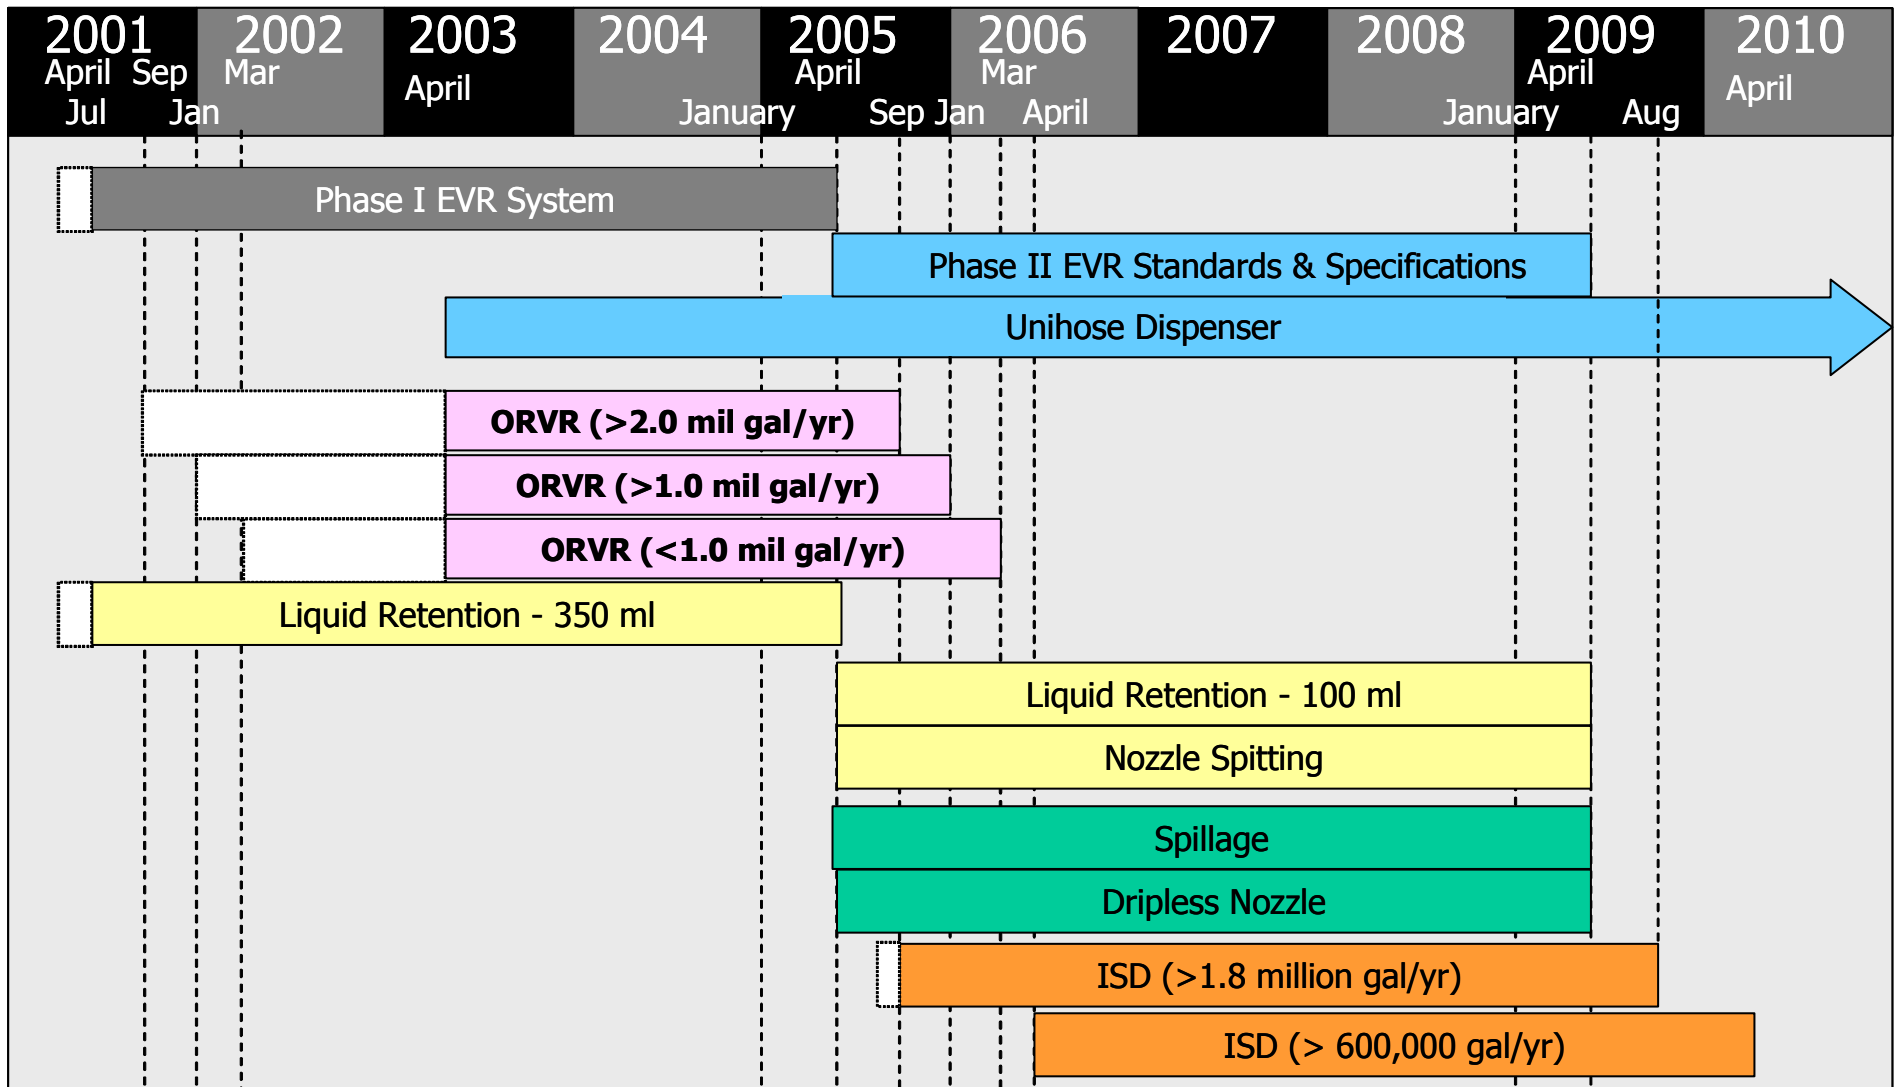 2001 2002 2003 2004 2005 2006 2007 2008 2009 2010
April Sep Mar April April Mar April April
Jul Jan January Sep Jan April January Aug
Phase I EVR System
Phase II EVR Standards & Specifications
Unihose Dispenser
ORVR (>2.0 mil gal/yr)
ORVR (>1.0 mil gal/yr)
ORVR (<1.0 mil gal/yr)
Liquid Retention - 350 ml
Liquid Retention - 100 ml
Nozzle Spitting
Spillage
Dripless Nozzle
ISD (>1.8 million gal/yr)
ISD (> 600,000 gal/yr)